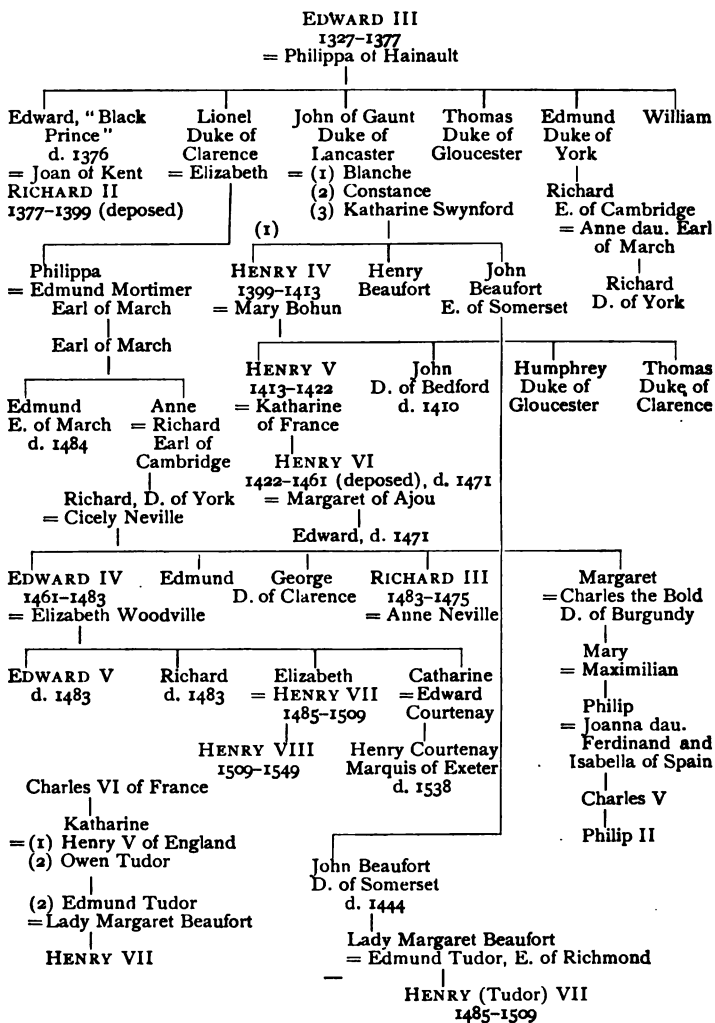 EDWARD III
1327–1377
= Philippa of Hainault
Edward, "Black
Prince"
d. 1376
= Joan of Kent
RICHARD II
1377–1399 (deposed)
Lionel
Duke of
Clarence
= Elizabeth
John of Gaunt
Duke of
Lancaster
= (1) Blanche
(2) Constance
(3) Katharine Swynford
Thomas
Duke of
Gloucester
Edmund
Duke of
York
Richard
E. of Cambridge
= Anne dau. Earl
of March
Richard
D. of York
William
(1)
Philippa
= Edmund Mortimer
Earl of March
Earl of March
HENRY IV
1399–1413
= Mary Bohun
Henry
Beaufort
John
Beaufort
E. of Somerset
Edmund
E. of March
d. 1484
Anne
= Richard
Earl of
Cambridge
HENRY V
1413–1422
= Katharine
of France
John
D. of Bedford
d. 1410
Humphrey
Duke of
Gloucester
Thomas
Duke of
Clarence
HENRY VI
1422–1461 (deposed), d. 1471
= Margaret of Ajou
Edward, d. 1471
Richard, D. of York
= Cicely Neville
EDWARD IV
1461–1483
= Elizabeth Woodville
Edmund
George
D. of Clarence
RICHARD III
1483–1475
= Anne Neville
Margaret
= Charles the Bold
D. of Burgundy
Mary
= Maximilian
Philip
= Joanna dau.
Ferdinand and
Isabella of Spain
Charles V
Philip II
EDWARD V
d. 1483
Richard
d. 1483
Elizabeth
= HENRY VII
1485–1509
HENRY VIII
1509–1549
Catharine
= Edward
Courtenay
Henry Courtenay
Marquis of Exeter
d. 1538
Charles VI of France
Katharine
= (1) Henry V of England
(2) Owen Tudor
(2) Edmund Tudor
= Lady Margaret Beaufort
HENRY VII
John Beaufort
D. of Somerset
d. 1444
Lady Margaret Beaufort
= Edmund Tudor, E. of Richmond
HENRY (Tudor) VII
1485–1509